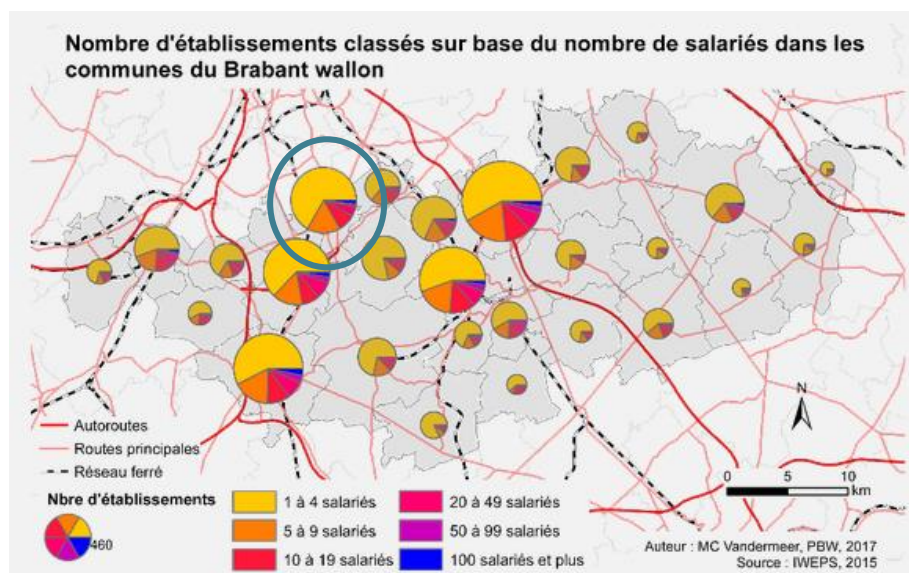 Nombre d'établissements classés sur base du nombre de salariés dans les
communes du Brabant wallon
Autoroutes
Routes principales
Réseau ferré
Nbre d'établissements
460
1 à 4 salariés
5 à 9 salariés
10 à 19 salariés
20 à 49 salariés
50 à 99 salariés
100 salariés et plus
N
0 5 10
km
Auteur : MC Vandermeer, PBW, 2017
Source : IWEPS, 2015